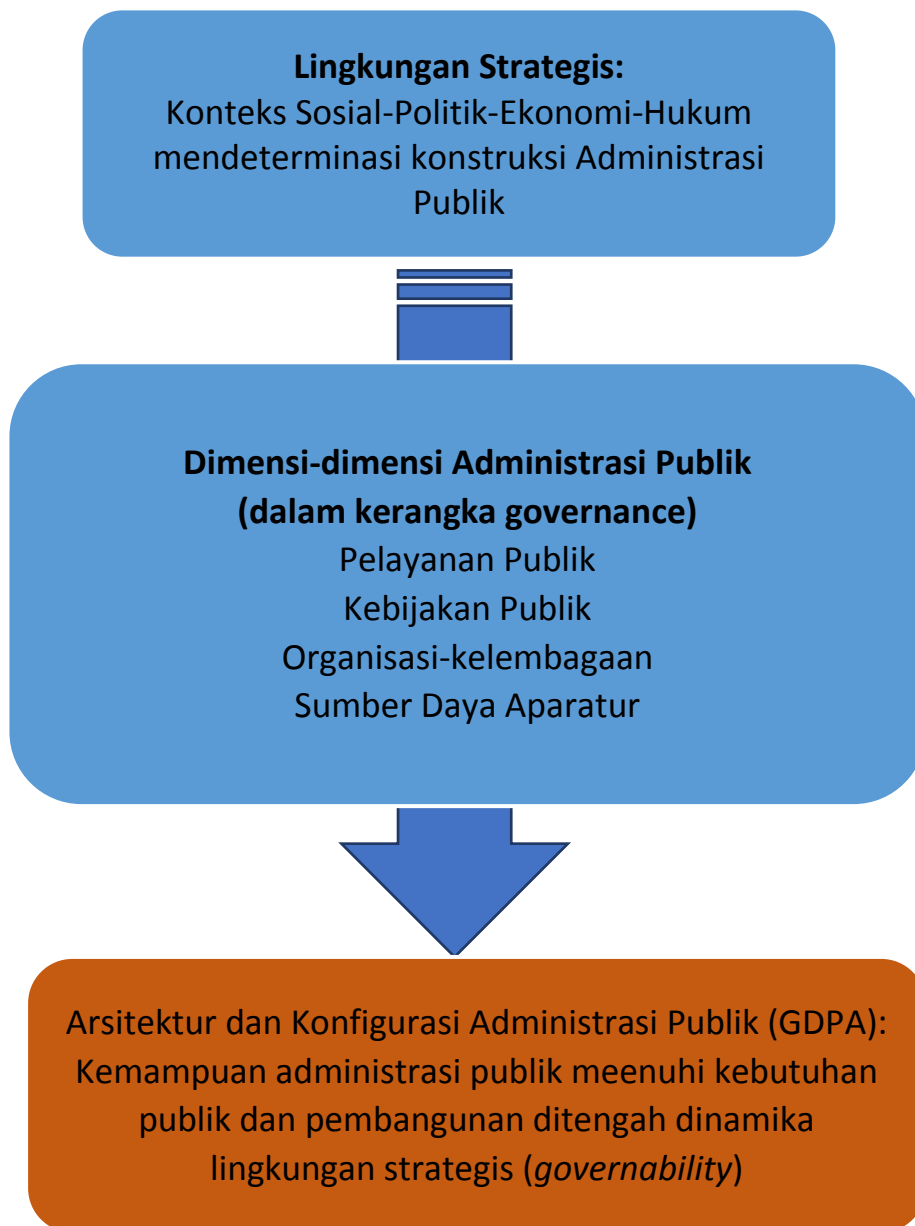 Lingkungan Strategis:
Konteks Sosial-Politik-Ekonomi-Hukum
mendeterminasi konstruksi Administrasi
Publik
Dimensi-dimensi Administrasi Publik
(dalam kerangka governance)
Pelayanan Publik
Kebijakan Publik
Organisasi-kelembagaan
Sumber Daya Aparatur
Arsitektur dan Konfigurasi Administrasi Publik (GDPA):
Kemampuan administrasi publik meenuhi kebutuhan
publik dan pembangunan ditengah dinamika
lingkungan strategis (governability)